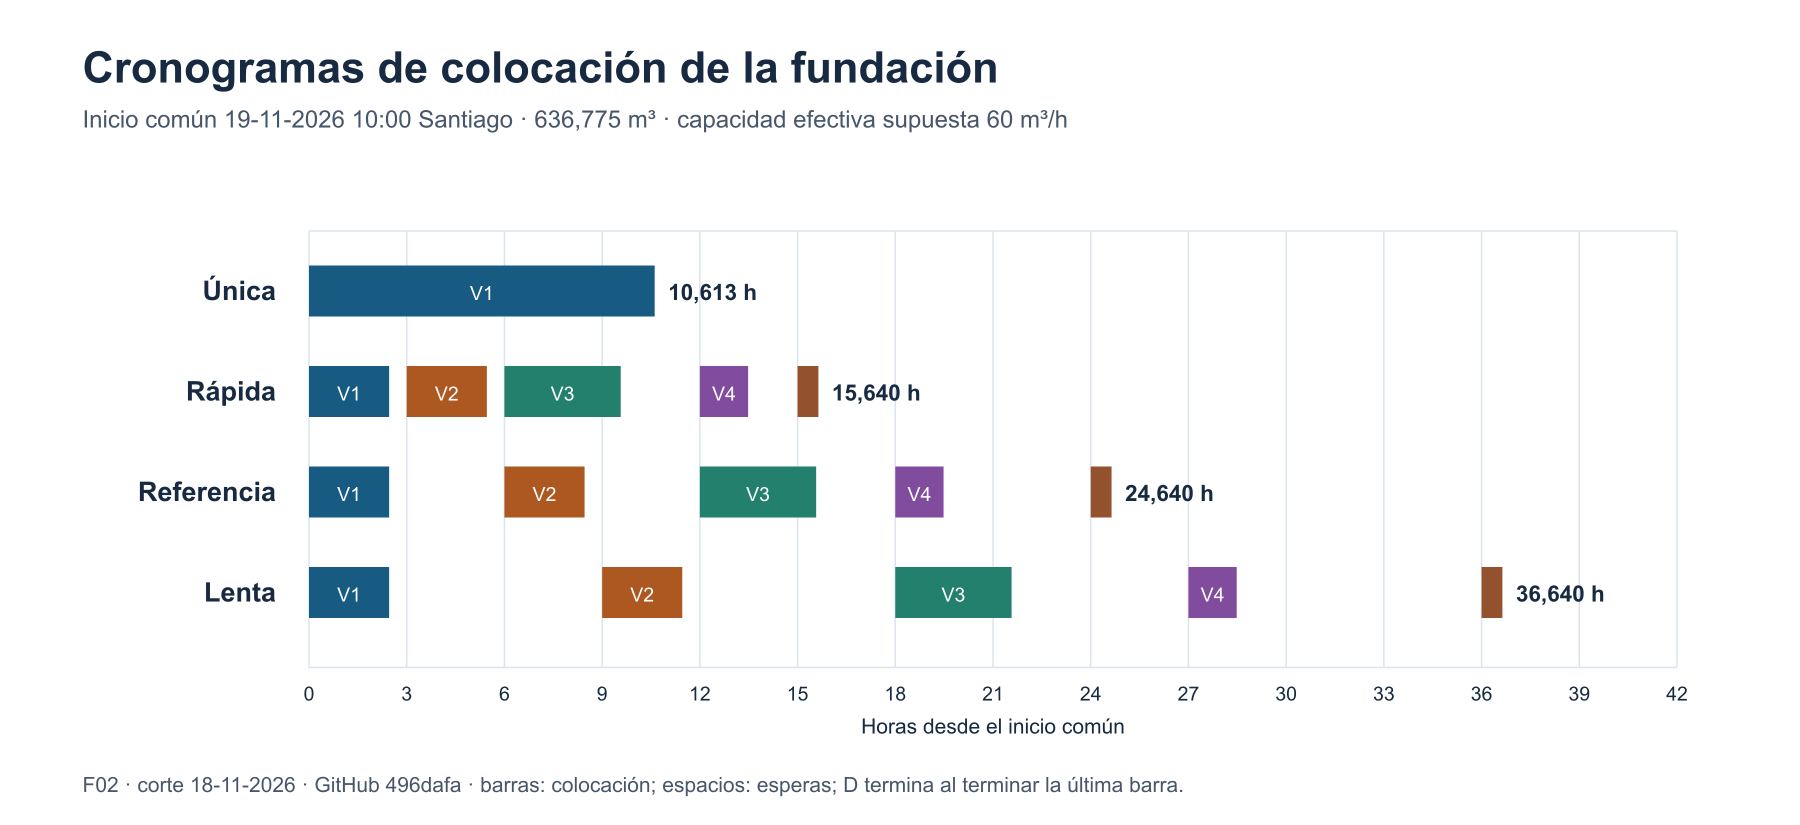 Cronogramas de colocación de la fundación
Inicio común 19-11-2026 10:00 Santiago · 636,775 m³ · capacidad efectiva supuesta 60 m³/h
Única V1 10,613 h
Rápida V1 V2 V3 V4 15,640 h
Referencia V1 V2 V3 V4 24,640 h
Lenta V1 V2 V3 V4 36,640 h
0 3 6 9 12 15 18 21 24 27 30 33 36 39 42
Horas desde el inicio común
F02 · corte 18-11-2026 · GitHub 496dafa · barras: colocación; espacios: esperas; D termina al terminar la última barra.